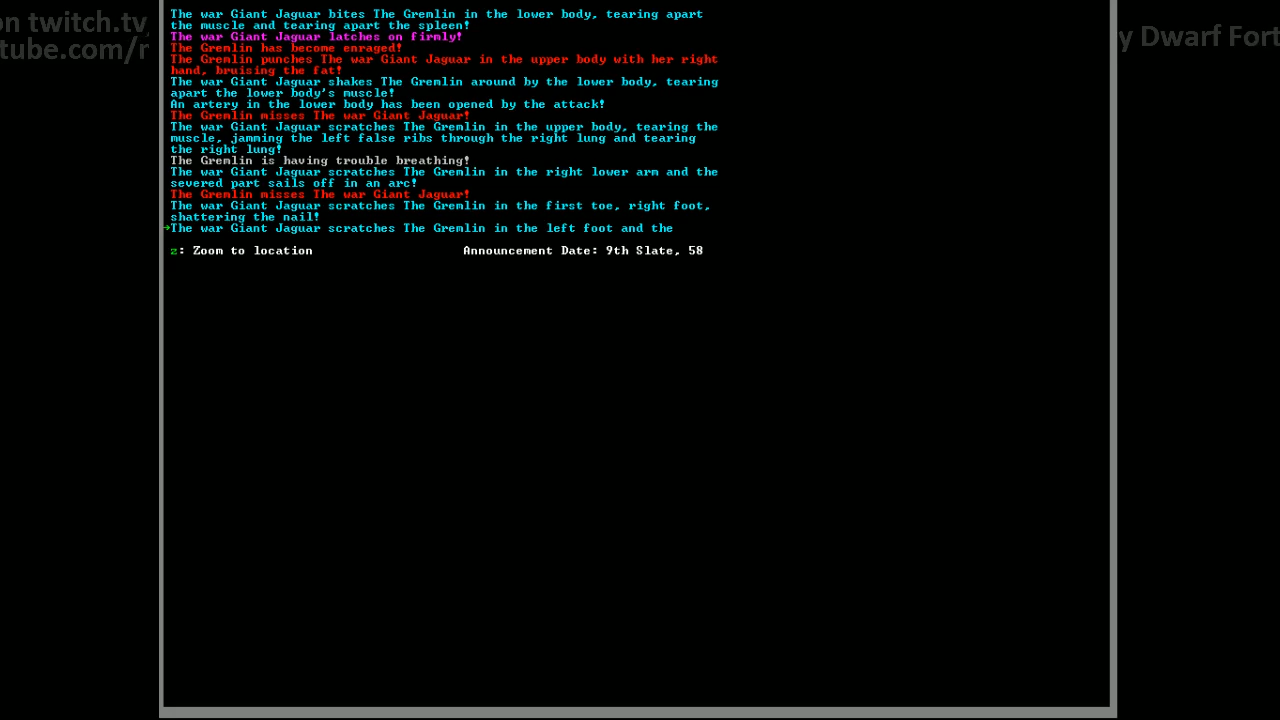 on twitch.tv/
tube.com/r
y Dwarf Fort
The war Giant Jaguar bites The Gremlin in the lower body, tearing apart
the muscle and tearing apart the spleen!
The war Giant Jaguar latches on firmly!
The Gremlin has become enraged!
The Gremlin punches The war Giant Jaguar in the upper body with her right
hand, bruising the fat!
The war Giant Jaguar shakes The Gremlin around by the lower body, tearing
apart the lower body's muscle!
An artery in the lower body has been opened by the attack!
The Gremlin misses The war Giant Jaguar!
The war Giant Jaguar scratches The Gremlin in the upper body, tearing the
muscle, jamming the left false ribs through the right lung and tearing
the right lung!
The Gremlin is having trouble breathing!
The war Giant Jaguar scratches The Gremlin in the right lower arm and the
severed part sails off in an arc!
The Gremlin misses The war Giant Jaguar!
The war Giant Jaguar scratches The Gremlin in the first toe, right foot,
shattering the nail!
→The war Giant Jaguar scratches The Gremlin in the left foot and the
z: Zoom to location Announcement Date: 9th Slate, 58